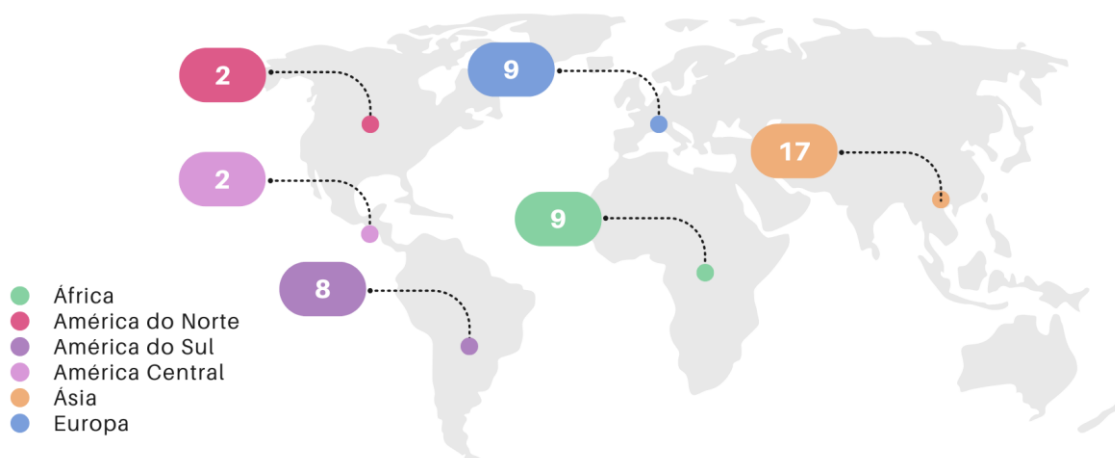 2
9
17
2
9
8
África
América do Norte
América do Sul
América Central
Ásia
Europa